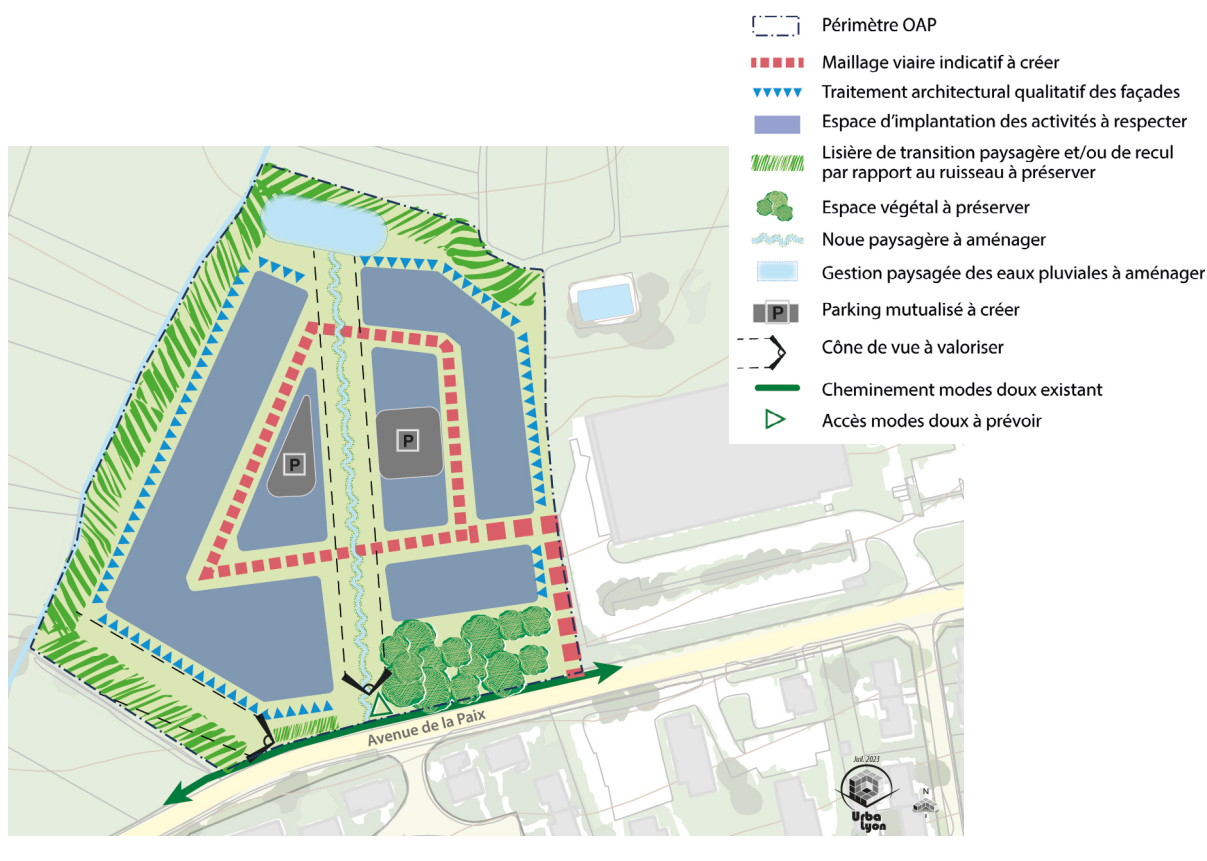 Périmètre OAP
Maillage viaire indicatif à créer
Traitement architectural qualitatif des façades
Espace d'implantation des activités à respecter
Lisière de transition paysagère et/ou de recul
par rapport au ruisseau à préserver
Espace végétal à préserver
Noue paysagère à aménager
Gestion paysagée des eaux pluviales à aménager
P
Parking mutualisé à créer
Cône de vue à valoriser
Cheminement modes doux existant
Accès modes doux à prévoir
P
P
Avenue de la Paix
Juil. 2023
Urba
Lyon
N